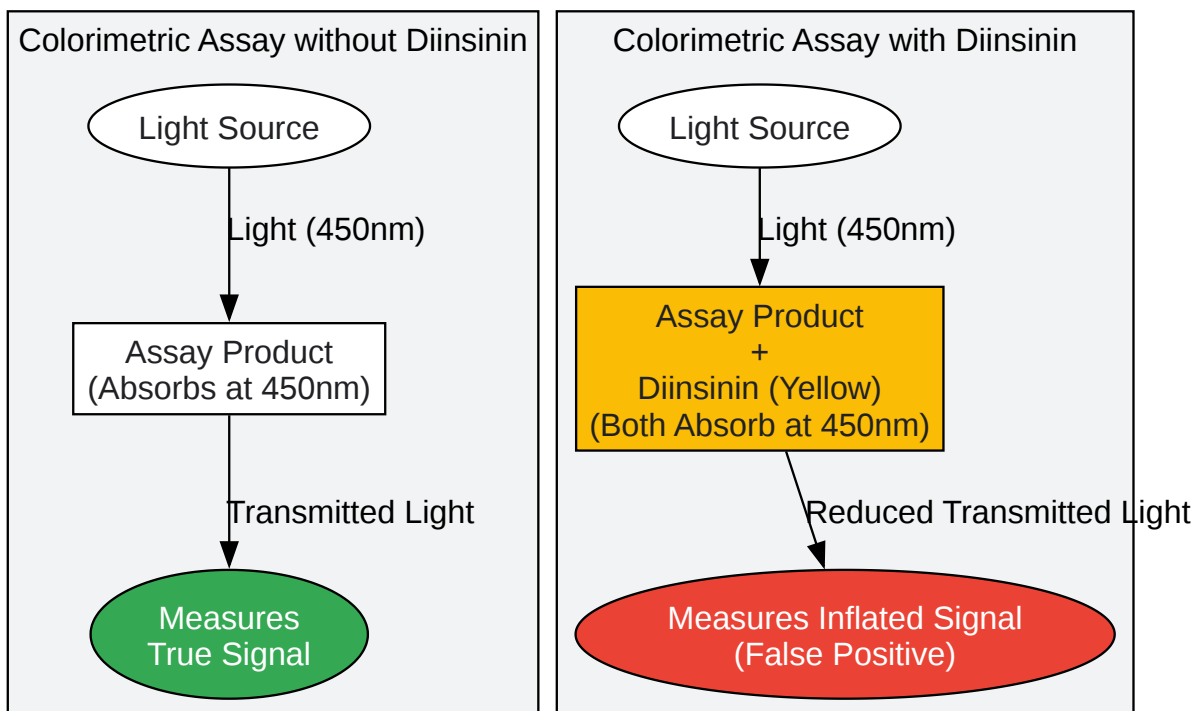 Colorimetric Assay without Diinsinin
Light Source
Light (450nm)
Assay Product
(Absorbs at 450nm)
Transmitted Light
Measures
True Signal
Colorimetric Assay with Diinsinin
Light Source
Light (450nm)
Assay Product
+
Diinsinin (Yellow)
(Both Absorb at 450nm)
Reduced Transmitted Light
Measures Inflated Signal
(False Positive)